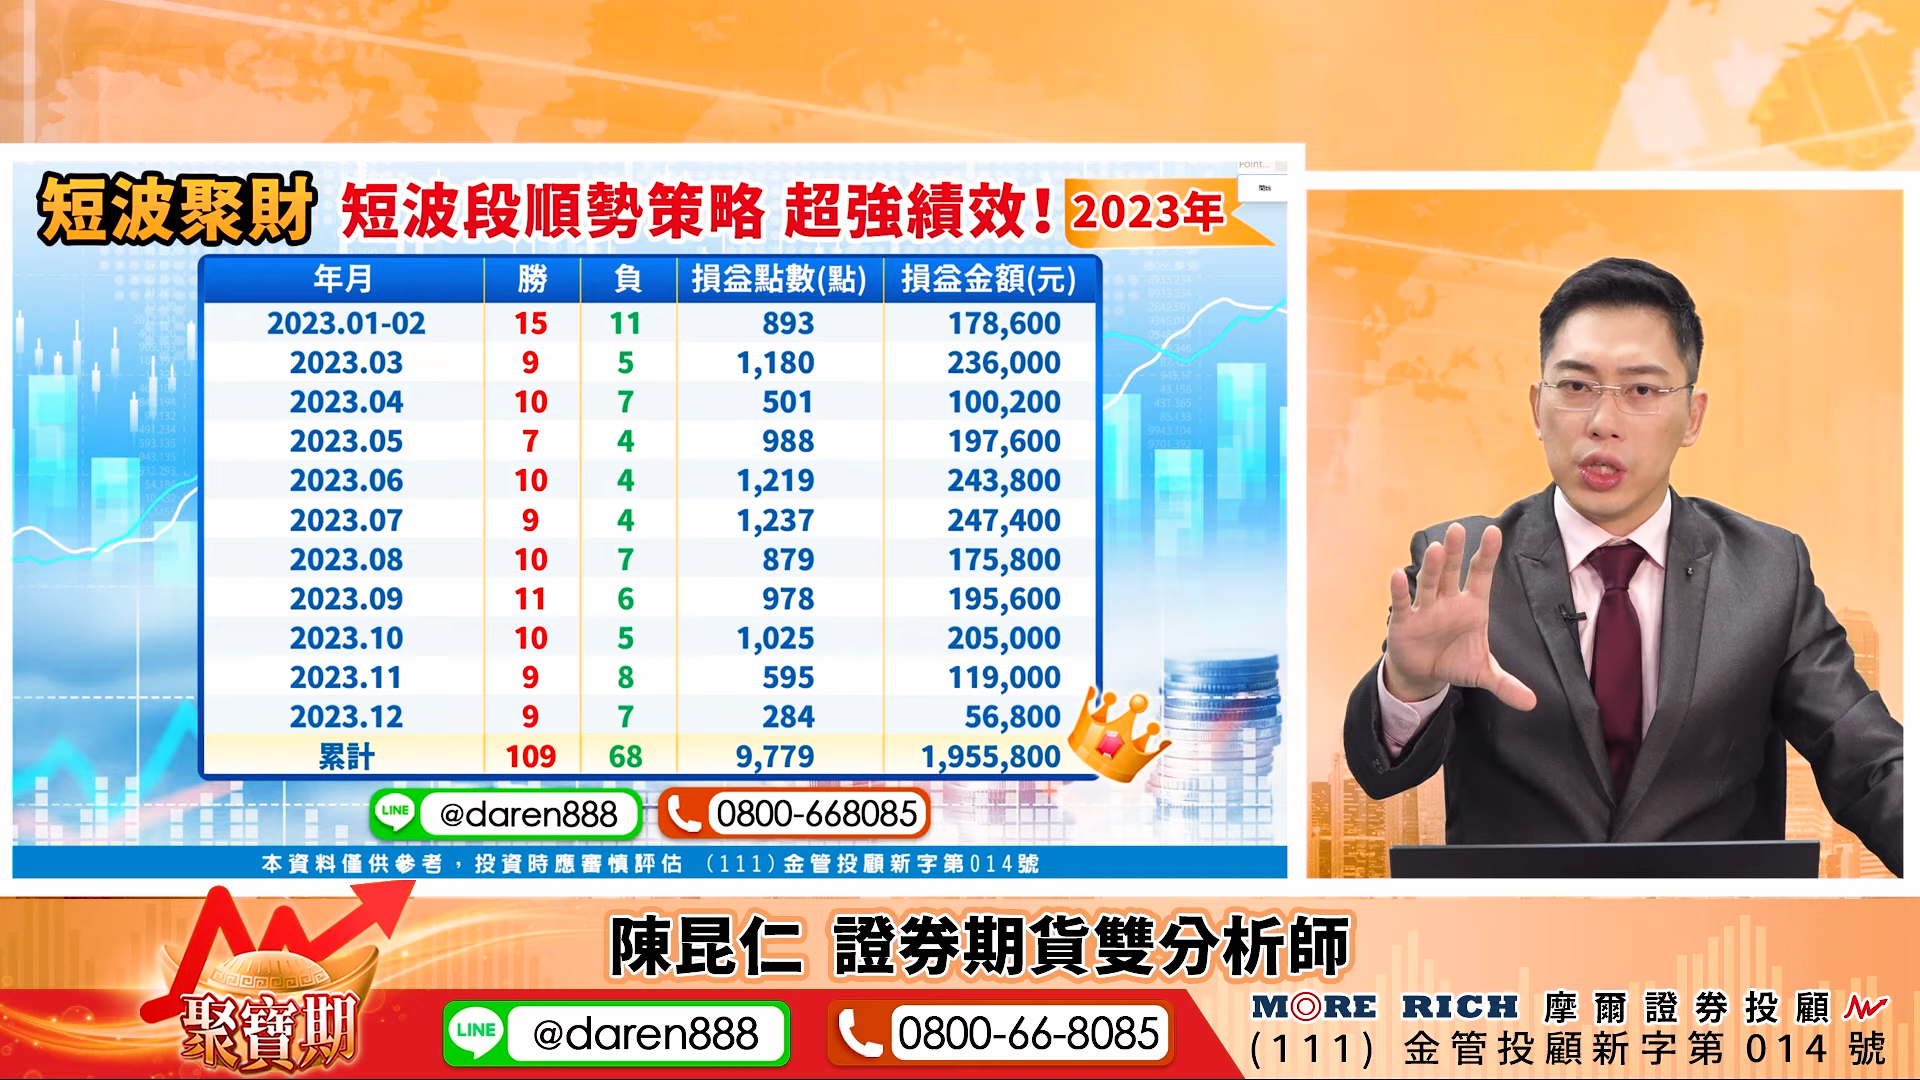 Point...
開始
短波聚財 短波段順勢策略 超強績效! 2023年
年月 勝 負 損益點數(點) 損益金額(元)
2023.01-02 15 11 893 178,600
2023.03 9 5 1,180 236,000
2023.04 10 7 501 100,200
2023.05 7 4 988 197,600
2023.06 10 4 1,219 243,800
2023.07 9 4 1,237 247,400
2023.08 10 7 879 175,800
2023.09 11 6 978 195,600
2023.10 10 5 1,025 205,000
2023.11 9 8 595 119,000
2023.12 9 7 284 56,800
累計 109 68 9,779 1,955,800
LINE @daren888 0800-668085
本資料僅供參考，投資時應審慎評估 (111)金管投顧新字第014號
陳昆仁 證券期貨雙分析師
聚寶期
LINE @daren888 0800-66-8085
MORE RICH 摩爾證券投顧
(111) 金管投顧新字第 014 號